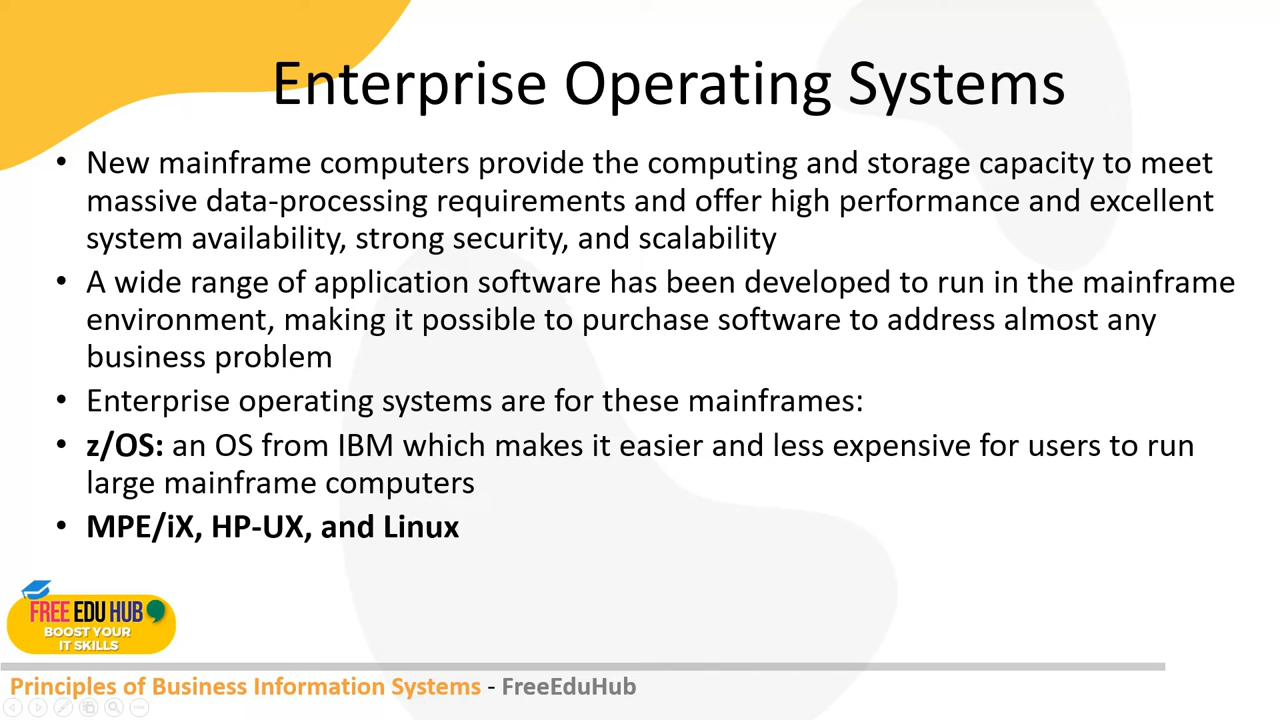 Enterprise Operating Systems
• New mainframe computers provide the computing and storage capacity to meet
massive data-processing requirements and offer high performance and excellent
system availability, strong security, and scalability
• A wide range of application software has been developed to run in the mainframe
environment, making it possible to purchase software to address almost any
business problem
• Enterprise operating systems are for these mainframes:
• z/OS: an OS from IBM which makes it easier and less expensive for users to run
large mainframe computers
• MPE/iX, HP-UX, and Linux
FREE EDU HUB
BOOST YOUR
IT SKILLS
Principles of Business Information Systems - FreeEduHub